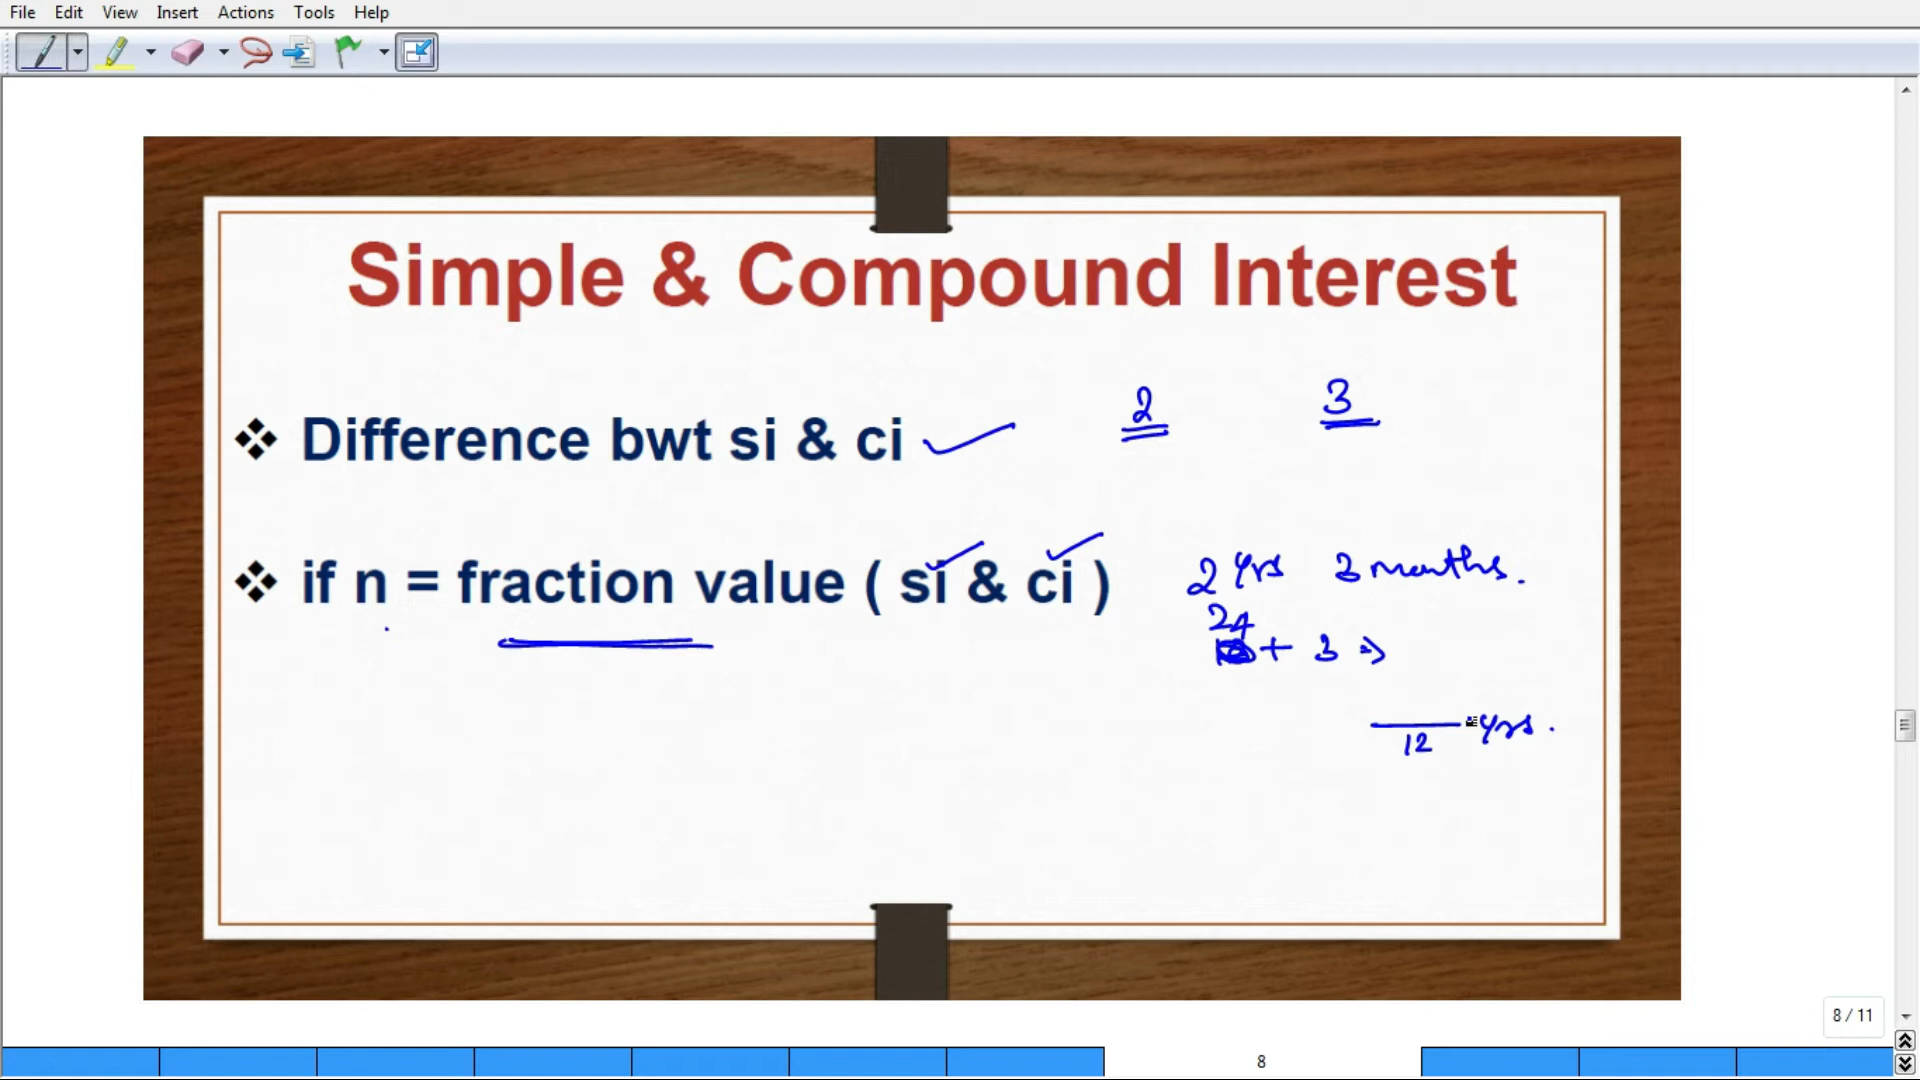 File Edit View Insert Actions Tools Help
Simple & Compound Interest
❖ Difference bwt si & ci ✓ 2 3
❖ if n = fraction value ( si & ci ) 2 yrs 3 months.
24
+ 3 ⇒
12 yrs.
8 / 11
8